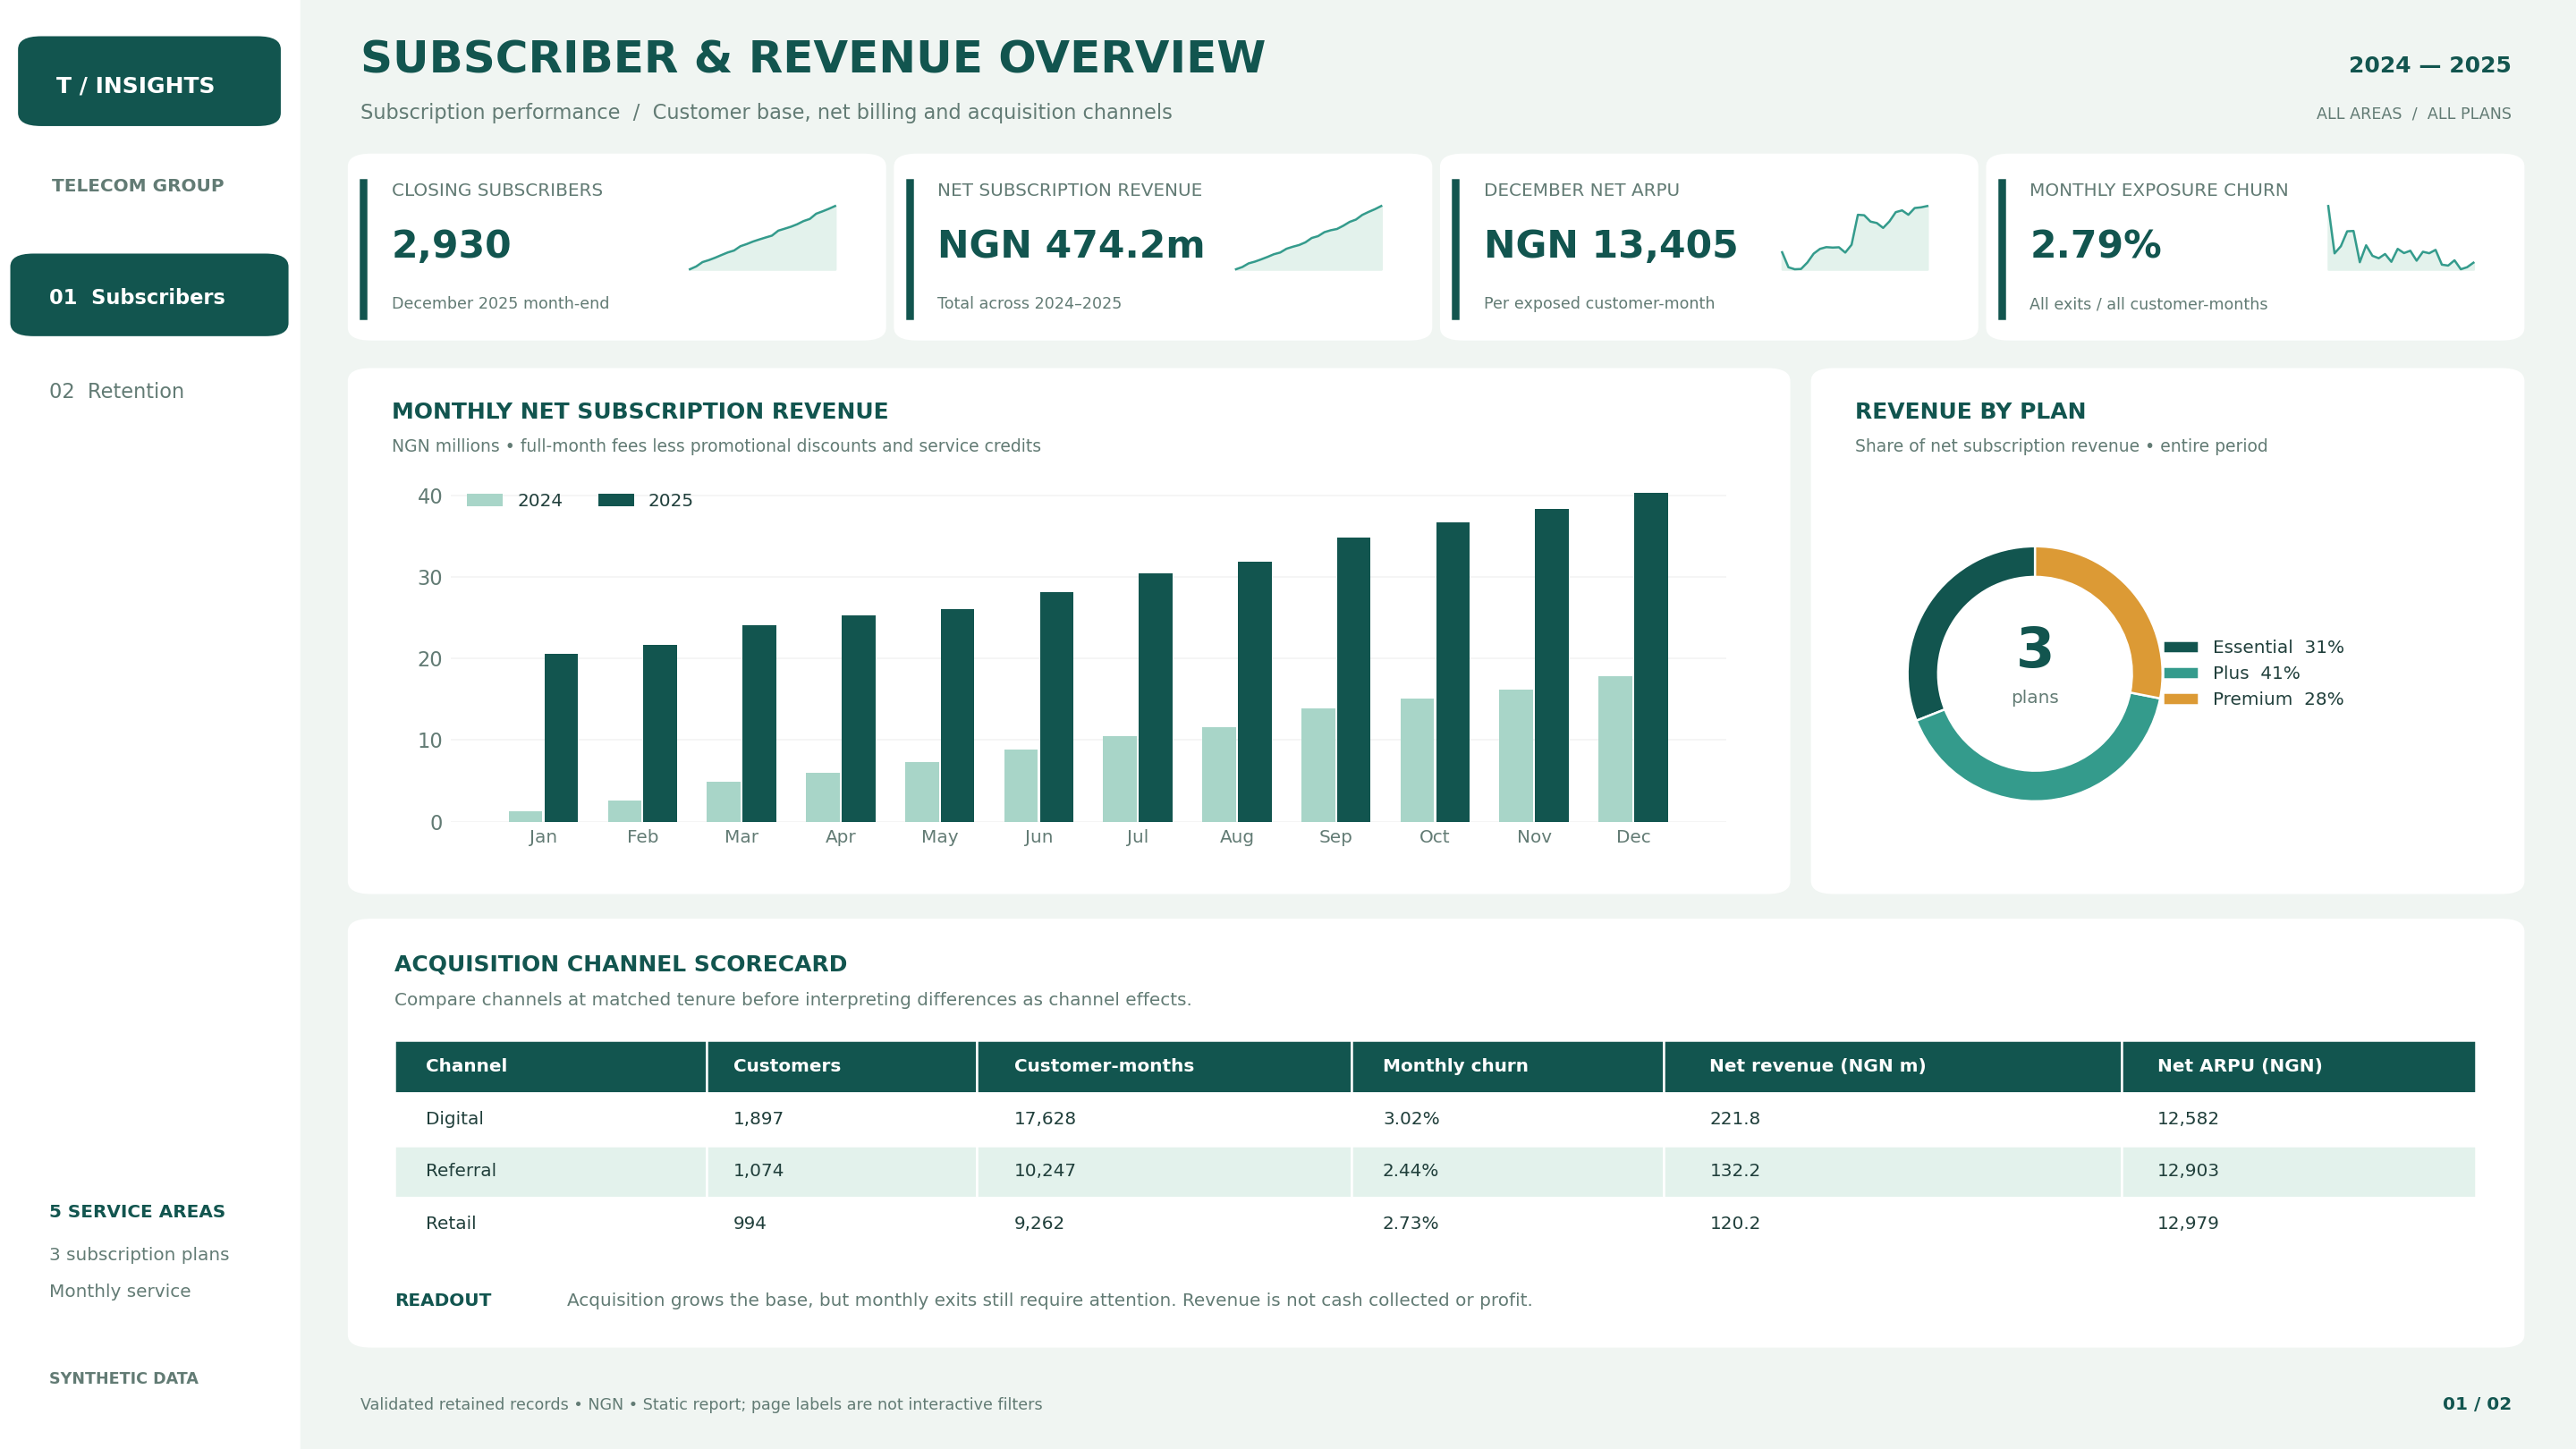 T / INSIGHTS
TELECOM GROUP
01  Subscribers
02  Retention
5 SERVICE AREAS
3 subscription plans
Monthly service
SYNTHETIC DATA
SUBSCRIBER & REVENUE OVERVIEW
2024 — 2025
Subscription performance  /  Customer base, net billing and acquisition channels
ALL AREAS  /  ALL PLANS
CLOSING SUBSCRIBERS
2,930
December 2025 month-end
NET SUBSCRIPTION REVENUE
NGN 474.2m
Total across 2024–2025
DECEMBER NET ARPU
NGN 13,405
Per exposed customer-month
MONTHLY EXPOSURE CHURN
2.79%
All exits / all customer-months
MONTHLY NET SUBSCRIPTION REVENUE
NGN millions • full-month fees less promotional discounts and service credits
2024  2025
40
30
20
10
0
Jan Feb Mar Apr May Jun Jul Aug Sep Oct Nov Dec
REVENUE BY PLAN
Share of net subscription revenue • entire period
3
plans
Essential  31%
Plus  41%
Premium  28%
ACQUISITION CHANNEL SCORECARD
Compare channels at matched tenure before interpreting differences as channel effects.
Channel Customers Customer-months Monthly churn Net revenue (NGN m) Net ARPU (NGN)
Digital 1,897 17,628 3.02% 221.8 12,582
Referral 1,074 10,247 2.44% 132.2 12,903
Retail 994 9,262 2.73% 120.2 12,979
READOUT Acquisition grows the base, but monthly exits still require attention. Revenue is not cash collected or profit.
Validated retained records • NGN • Static report; page labels are not interactive filters
01 / 02